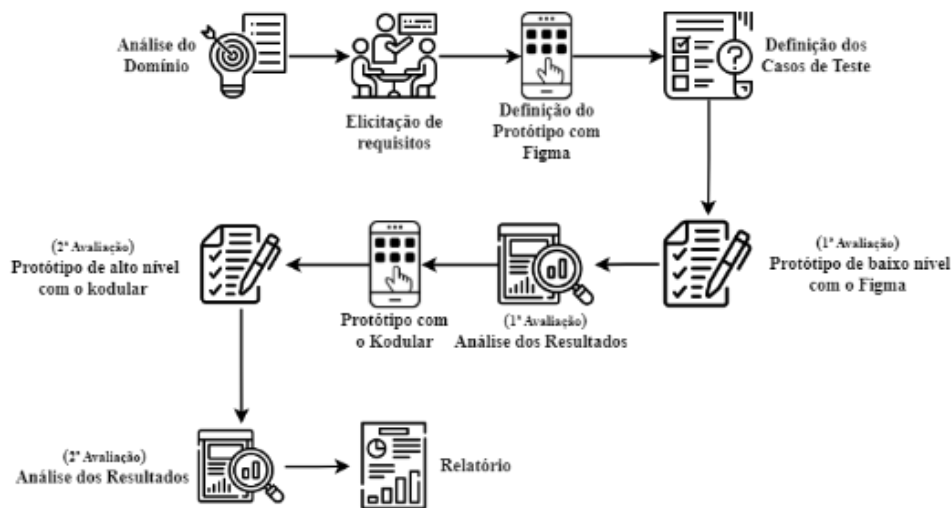 Análise do
Domínio
Elicitação de
requisitos
Definição do
Protótipo com
Figma
Definição dos
Casos de Teste
(1ª Avaliação)
Protótipo de baixo nível
com o Figma
(1ª Avaliação)
Análise dos Resultados
Protótipo com
o Kodular
(2ª Avaliação)
Protótipo de alto nível
com o kodular
(2ª Avaliação)
Análise dos Resultados
Relatório